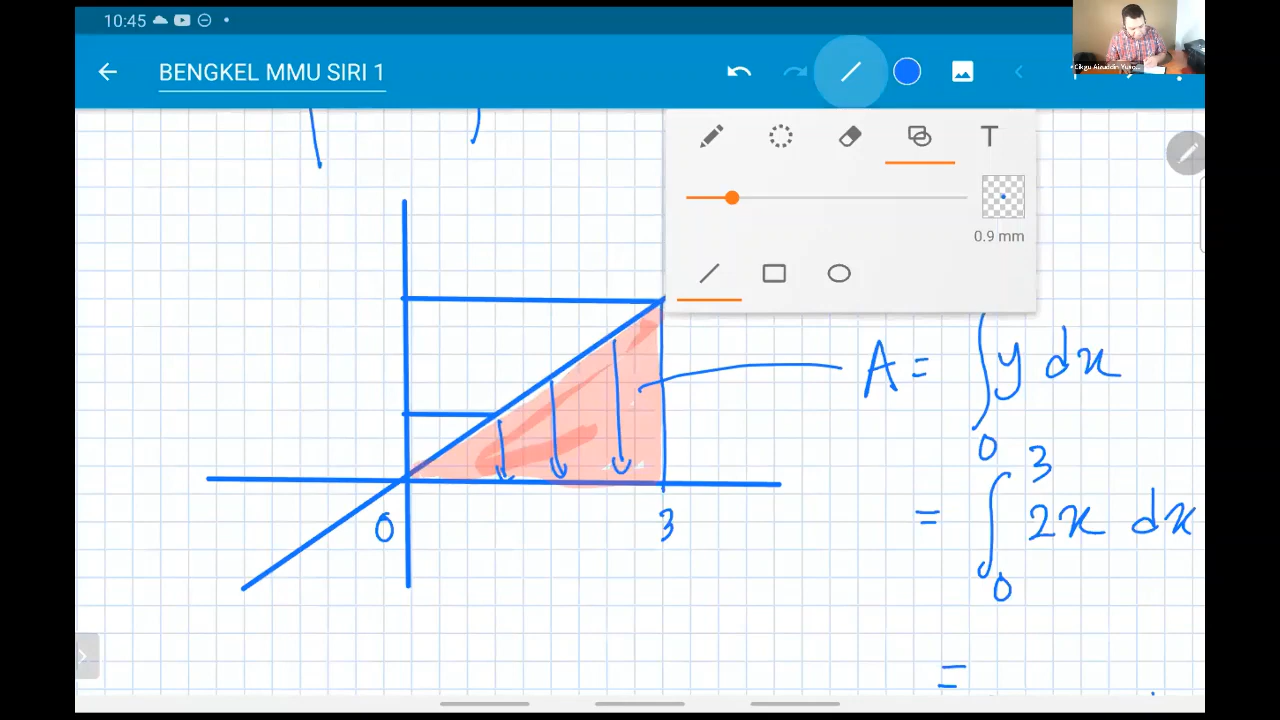 10:45
BENGKEL MMU SIRI 1
T
0.9 mm
A = ∫ y dx
0
0 3
= ∫ 2x dx
3
0
=